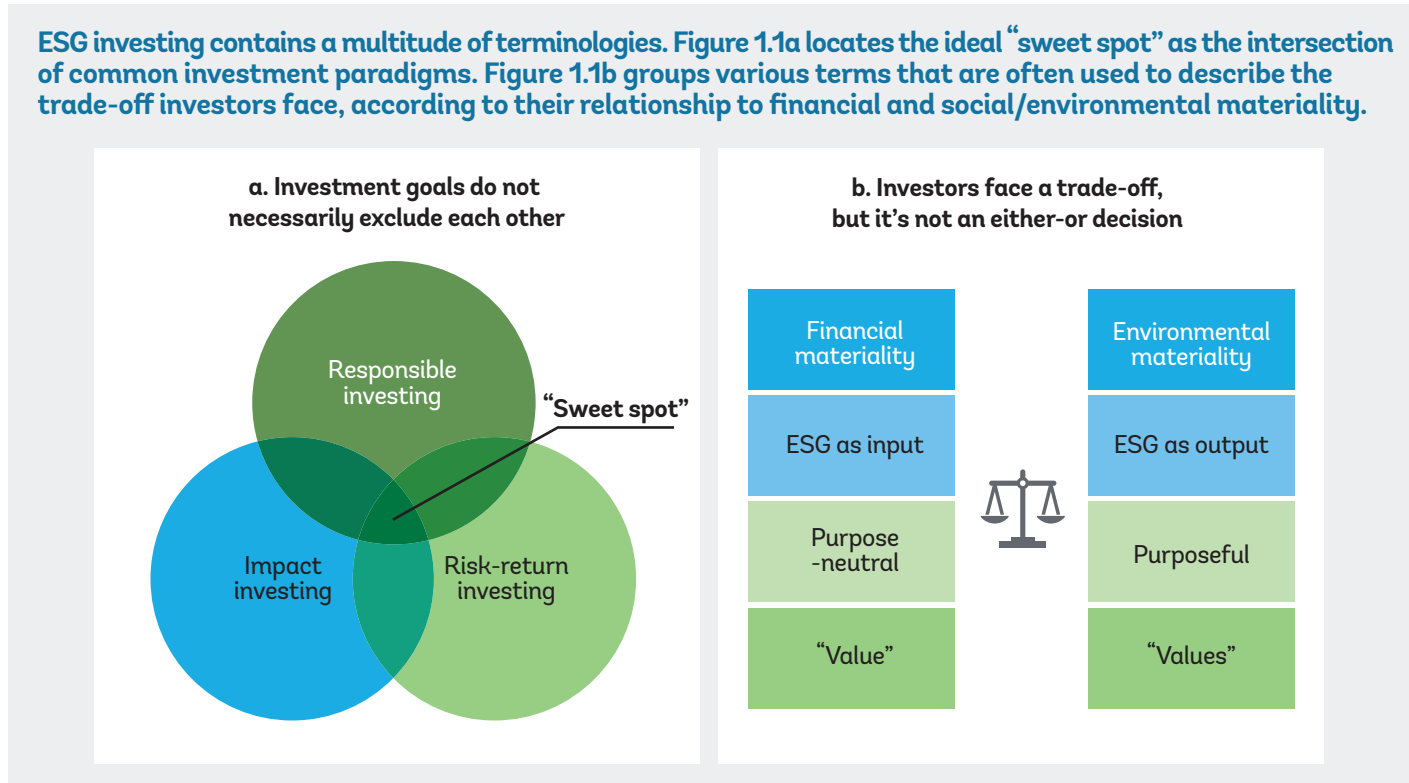 ESG investing contains a multitude of terminologies. Figure 1.1a locates the ideal “sweet spot” as the intersection
of common investment paradigms. Figure 1.1b groups various terms that are often used to describe the
trade-off investors face, according to their relationship to financial and social/environmental materiality.
a. Investment goals do not
necessarily exclude each other
Responsible
investing
“Sweet spot”
Impact
investing
Risk-return
investing
b. Investors face a trade-off,
but it’s not an either-or decision
Financial
materiality
Environmental
materiality
ESG as input
ESG as output
Purpose
-neutral
Purposeful
“Value”
“Values”